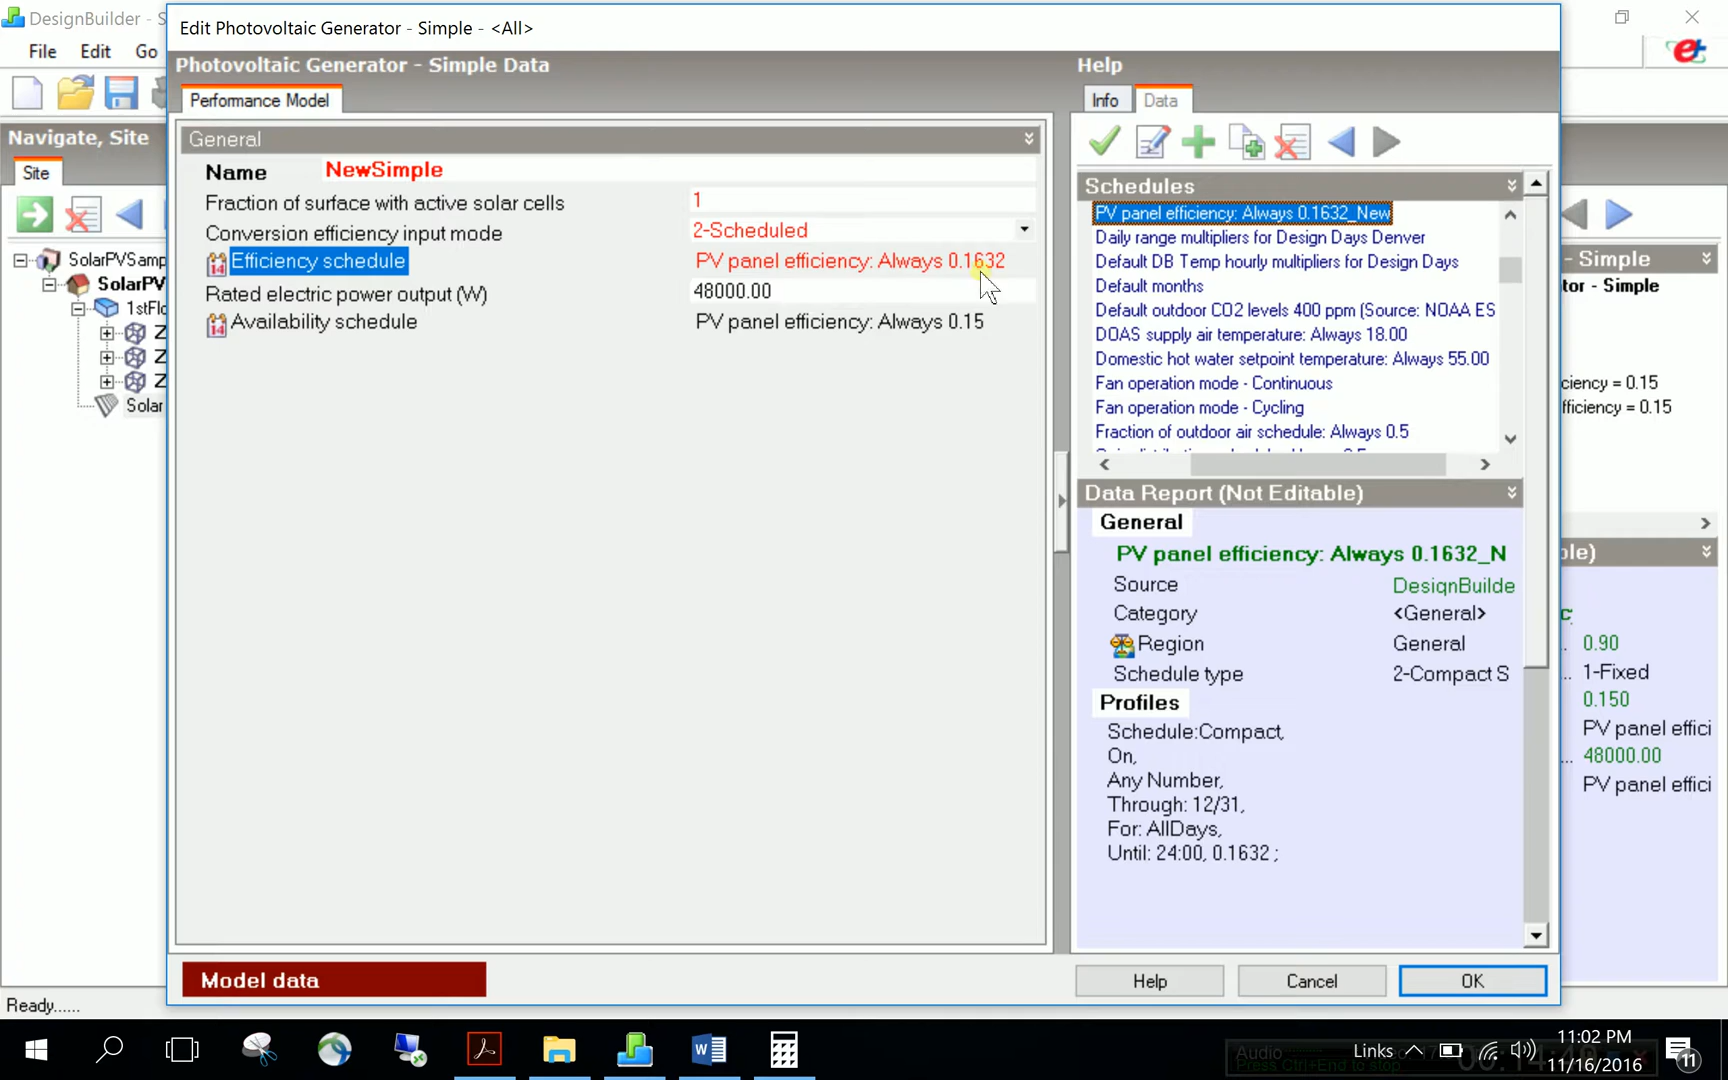 DesignBuilder - S
Edit Photovoltaic Generator - Simple - <All>
File Edit Go
Photovoltaic Generator - Simple Data
Help
Performance Model
Info Data
Navigate, Site
Site
General
Name NewSimple
Fraction of surface with active solar cells 1
Conversion efficiency input mode 2-Scheduled
Efficiency schedule PV panel efficiency: Always 0.1632
Rated electric power output (W) 48000.00
Availability schedule PV panel efficiency: Always 0.15
SolarPVSamp
SolarPV
1stFlo
Z
Z
Z
Solar
Schedules
PV panel efficiency: Always 0.1632_New
Daily range multipliers for Design Days Denver
Default DB Temp hourly multipliers for Design Days
Default months
Default outdoor CO2 levels 400 ppm (Source: NOAA ES
DOAS supply air temperature: Always 18.00
Domestic hot water setpoint temperature: Always 55.00
Fan operation mode - Continuous
Fan operation mode - Cycling
Fraction of outdoor air schedule: Always 0.5
Data Report (Not Editable)
General
PV panel efficiency: Always 0.1632_N
Source DesignBuilde
Category <General>
Region General
Schedule type 2-Compact S
Profiles
Schedule:Compact,
On,
Any Number,
Through: 12/31,
For: AllDays,
Until: 24:00, 0.1632 ;
- Simple
tor - Simple
ciency = 0.15
fficiency = 0.15
ble)
0.90
1-Fixed
0.150
PV panel effici
48000.00
PV panel effici
Model data
Help Cancel OK
Ready......
Audio
Press Ctrl+End to stop
Links
11:02 PM
11/16/2016
11